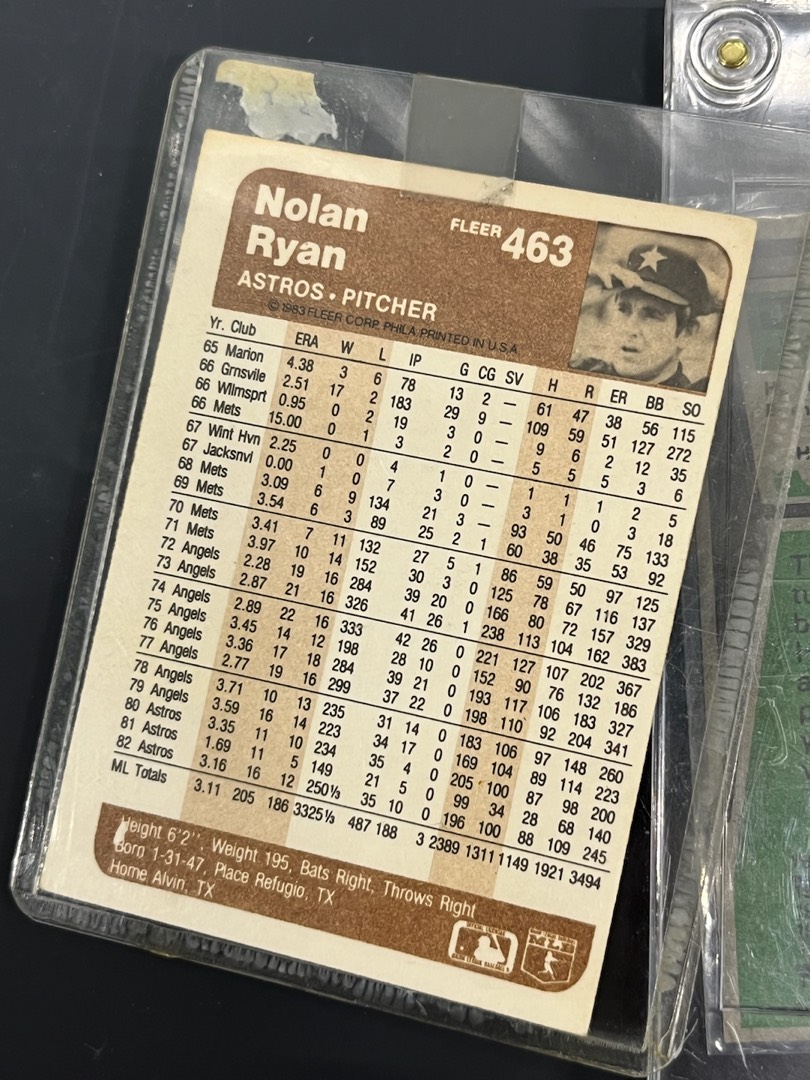 Nolan
Ryan
FLEER 463
ASTROS • PITCHER
© 1983 FLEER CORP. PHILA. PRINTED IN U.S.A.
Yr. Club ERA W L IP G CG SV H R ER BB SO
65 Marion 4.38 3 6 78 13 2 — 61 47 38 56 115
66 Grnsvile 2.51 17 2 183 29 9 — 109 59 51 127 272
66 Wlmsprt 0.95 0 2 19 3 0 — 9 6 2 12 35
66 Mets 15.00 0 1 3 2 0 — 5 5 5 3 6
67 Wint Hvn 2.25 0 0 4 1 0 — 1 1 1 2 5
67 Jacksnvl 0.00 1 0 7 3 0 — 3 1 0 3 18
68 Mets 3.09 6 9 134 21 3 — 93 50 46 75 133
69 Mets 3.54 6 3 89 25 2 1 60 38 35 53 92
70 Mets 3.41 7 11 132 27 5 1 86 59 50 97 125
71 Mets 3.97 10 14 152 30 3 0 125 78 67 116 137
72 Angels 2.28 19 16 284 39 20 0 166 80 72 157 329
73 Angels 2.87 21 16 326 41 26 1 238 113 104 162 383
74 Angels 2.89 22 16 333 42 26 0 221 127 107 202 367
75 Angels 3.45 14 12 198 28 10 0 152 90 76 132 186
76 Angels 3.36 17 18 284 39 21 0 193 117 106 183 327
77 Angels 2.77 19 16 299 37 22 0 198 110 92 204 341
78 Angels 3.71 10 13 235 31 14 0 183 106 97 148 260
79 Angels 3.59 16 14 223 34 17 0 169 104 89 114 223
80 Astros 3.35 11 10 234 35 4 0 205 100 87 98 200
81 Astros 1.69 11 5 149 21 5 0 99 34 28 68 140
82 Astros 3.16 16 12 250⅓ 35 10 0 196 100 88 109 245
ML Totals 3.11 205 186 3325⅓ 487 188 3 2389 1311 1149 1921 3494
Height 6'2". Weight 195, Bats Right, Throws Right
Born 1-31-47, Place Refugio, TX
Home Alvin, TX